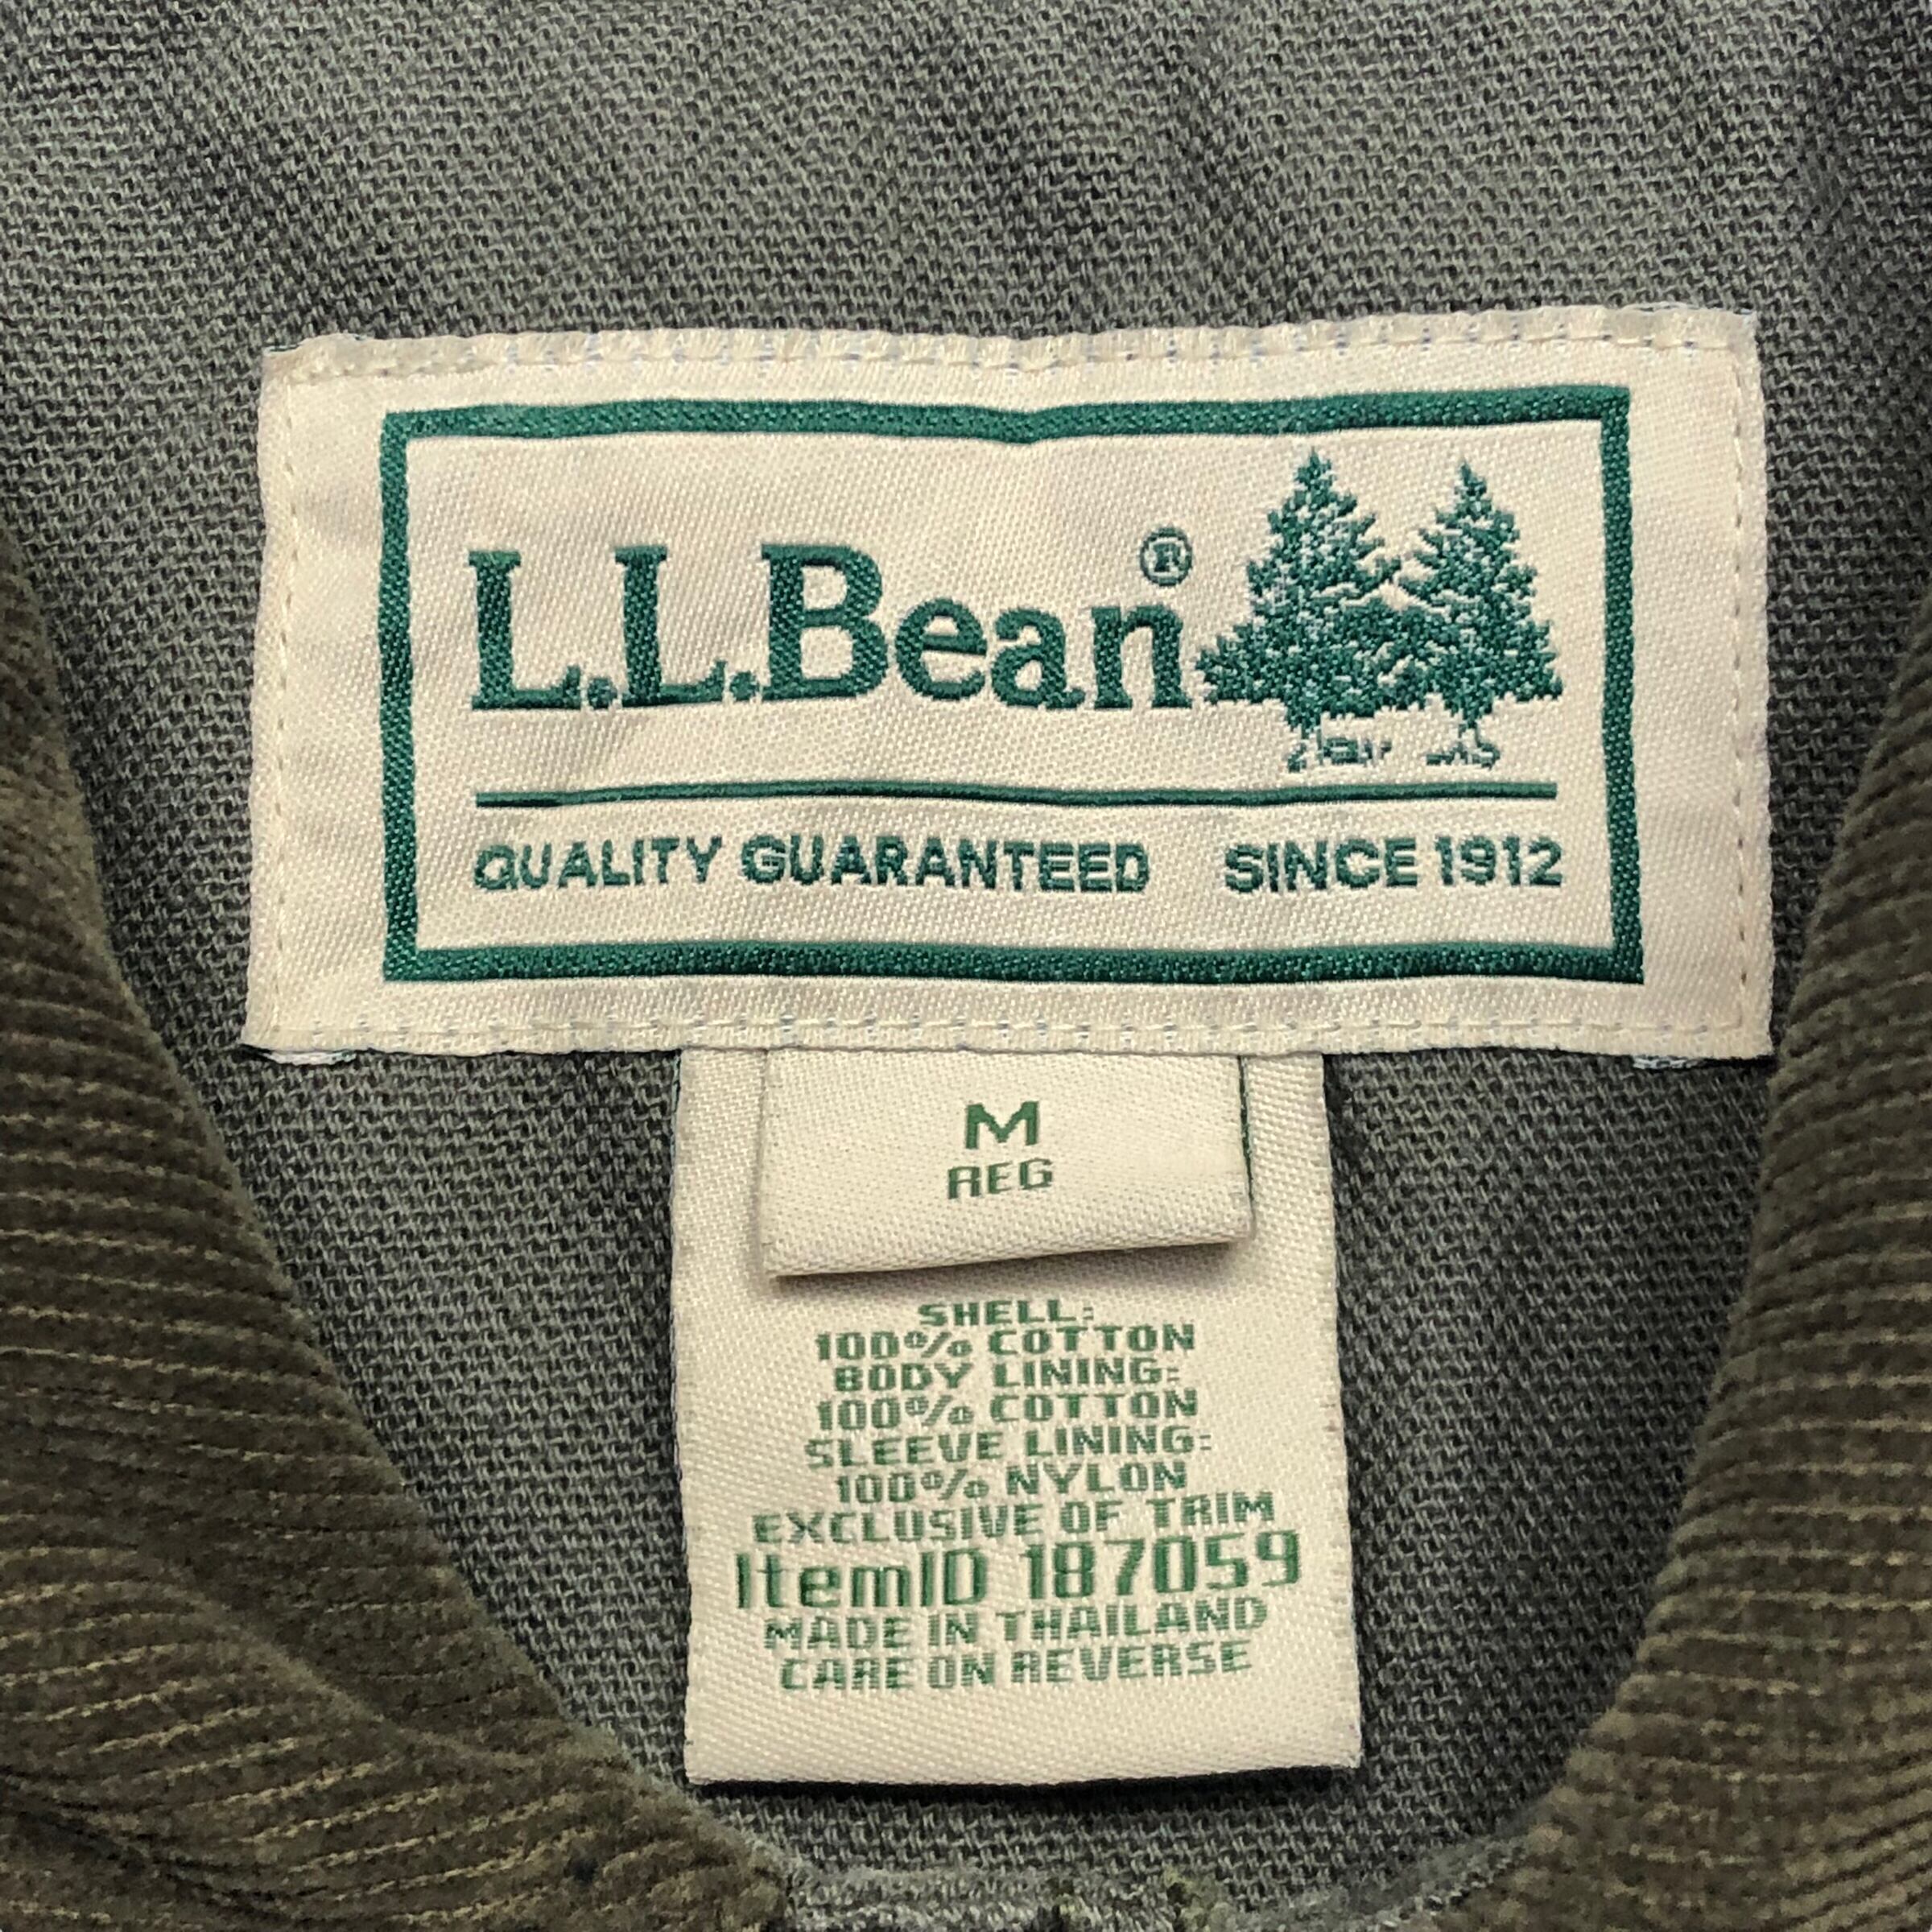 L.L.Bean®
QUALITY GUARANTEED SINCE 1912
M
REG
SHELL:
100% COTTON
BODY LINING:
100% COTTON
SLEEVE LINING:
100% NYLON
EXCLUSIVE OF TRIM
ItemID 187059
MADE IN THAILAND
CARE ON REVERSE